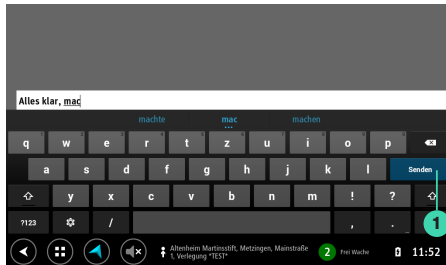 Alles klar, mac
machte mac machen
q w e r t z u i o p
a s d f g h j k l Senden
y x c v b n m ! ?
?123 / , .
1
Altenheim Martinsstift, Metzingen, Mainstraße
1, Verlegung *TEST*
2 Frei Wache 11:52